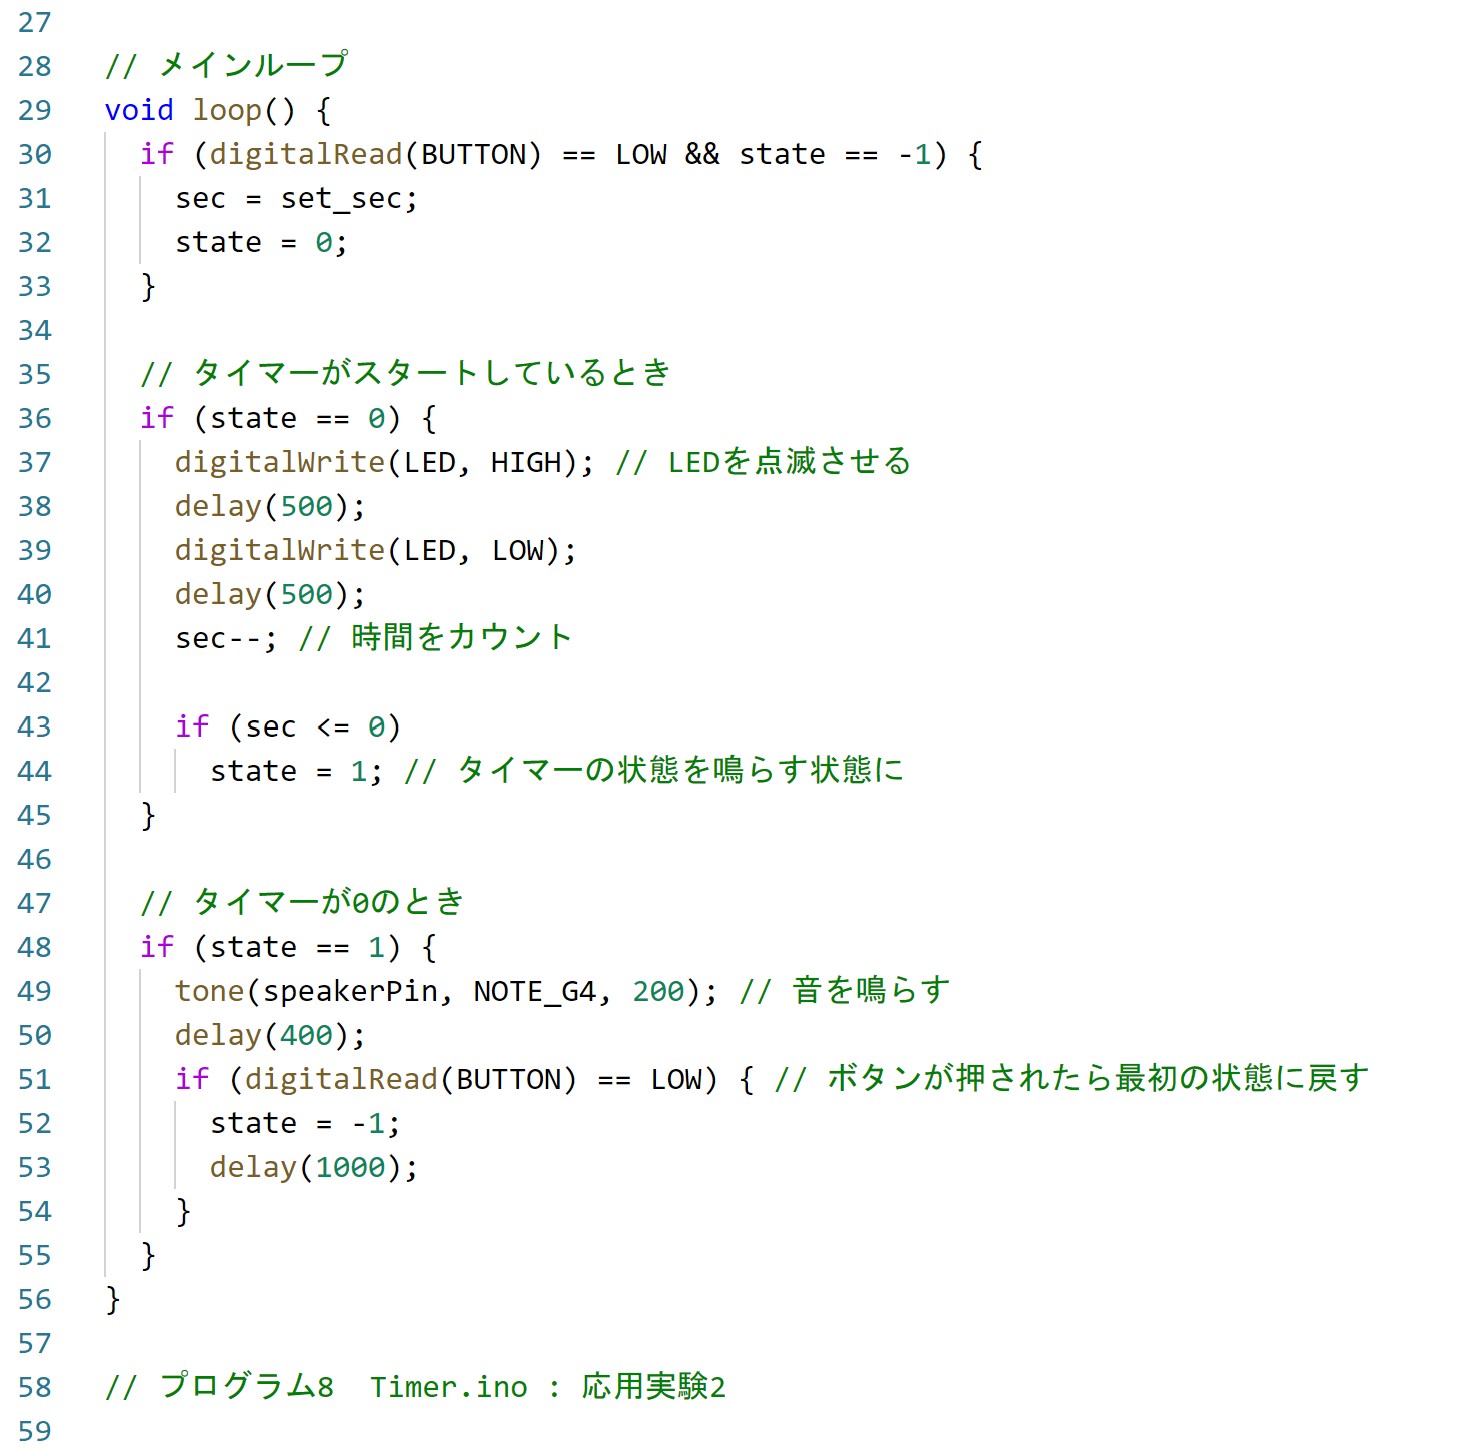 27
28 // メインループ
29 void loop() {
30   if (digitalRead(BUTTON) == LOW && state == -1) {
31     sec = set_sec;
32     state = 0;
33   }
34
35   // タイマーがスタートしているとき
36   if (state == 0) {
37     digitalWrite(LED, HIGH); // LEDを点滅させる
38     delay(500);
39     digitalWrite(LED, LOW);
40     delay(500);
41     sec--; // 時間をカウント
42
43     if (sec <= 0)
44       state = 1; // タイマーの状態を鳴らす状態に
45   }
46
47   // タイマーが0のとき
48   if (state == 1) {
49     tone(speakerPin, NOTE_G4, 200); // 音を鳴らす
50     delay(400);
51     if (digitalRead(BUTTON) == LOW) { // ボタンが押されたら最初の状態に戻す
52       state = -1;
53       delay(1000);
54     }
55   }
56 }
57
58 // プログラム8  Timer.ino : 応用実験2
59